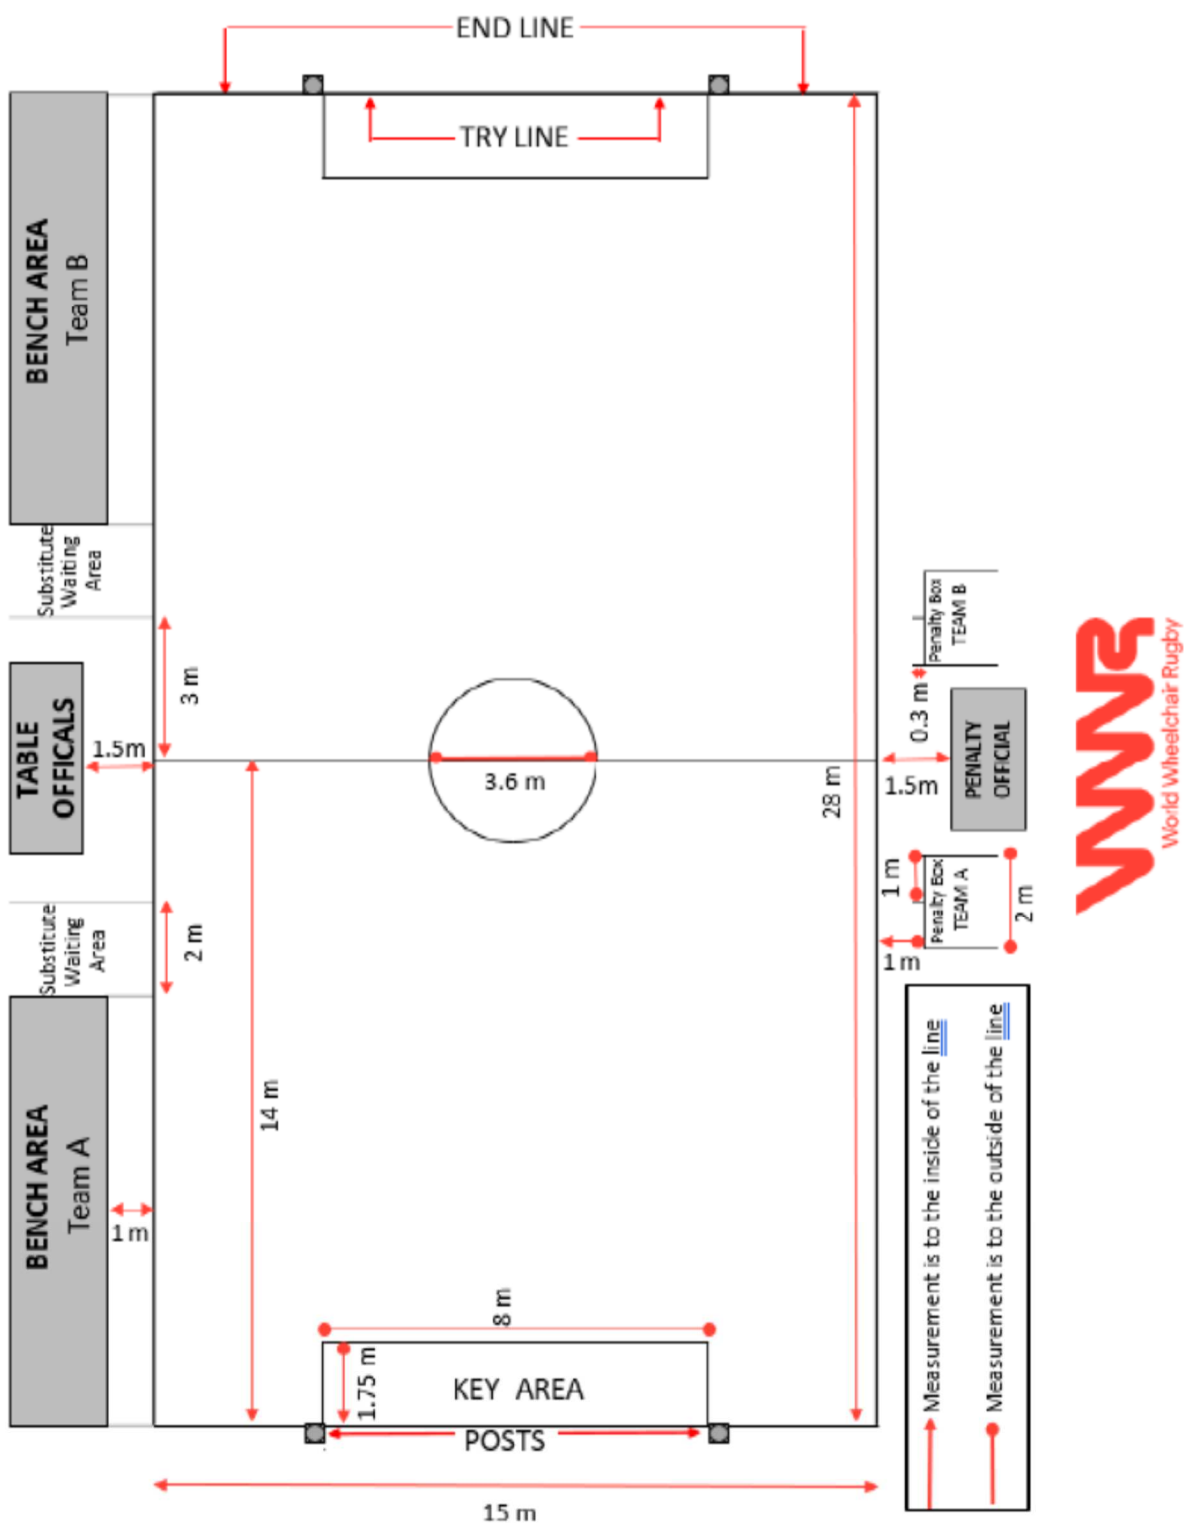 END LINE
TRY LINE
BENCH AREA
Team B
Substitute
Waiting
Area
3 m
TABLE
OFFICALS
1.5m
3.6 m
28 m
Penalty Box
TEAM B
0.3 m
PENALTY
OFFICIAL
1.5m
WWR
World Wheelchair Rugby
1 m
Penalty Box
TEAM A
2 m
1 m
Substitute
Waiting
Area
2 m
BENCH AREA
Team A
1 m
14 m
8 m
1.75 m
KEY AREA
POSTS
15 m
Measurement is to the inside of the line
Measurement is to the outside of the line